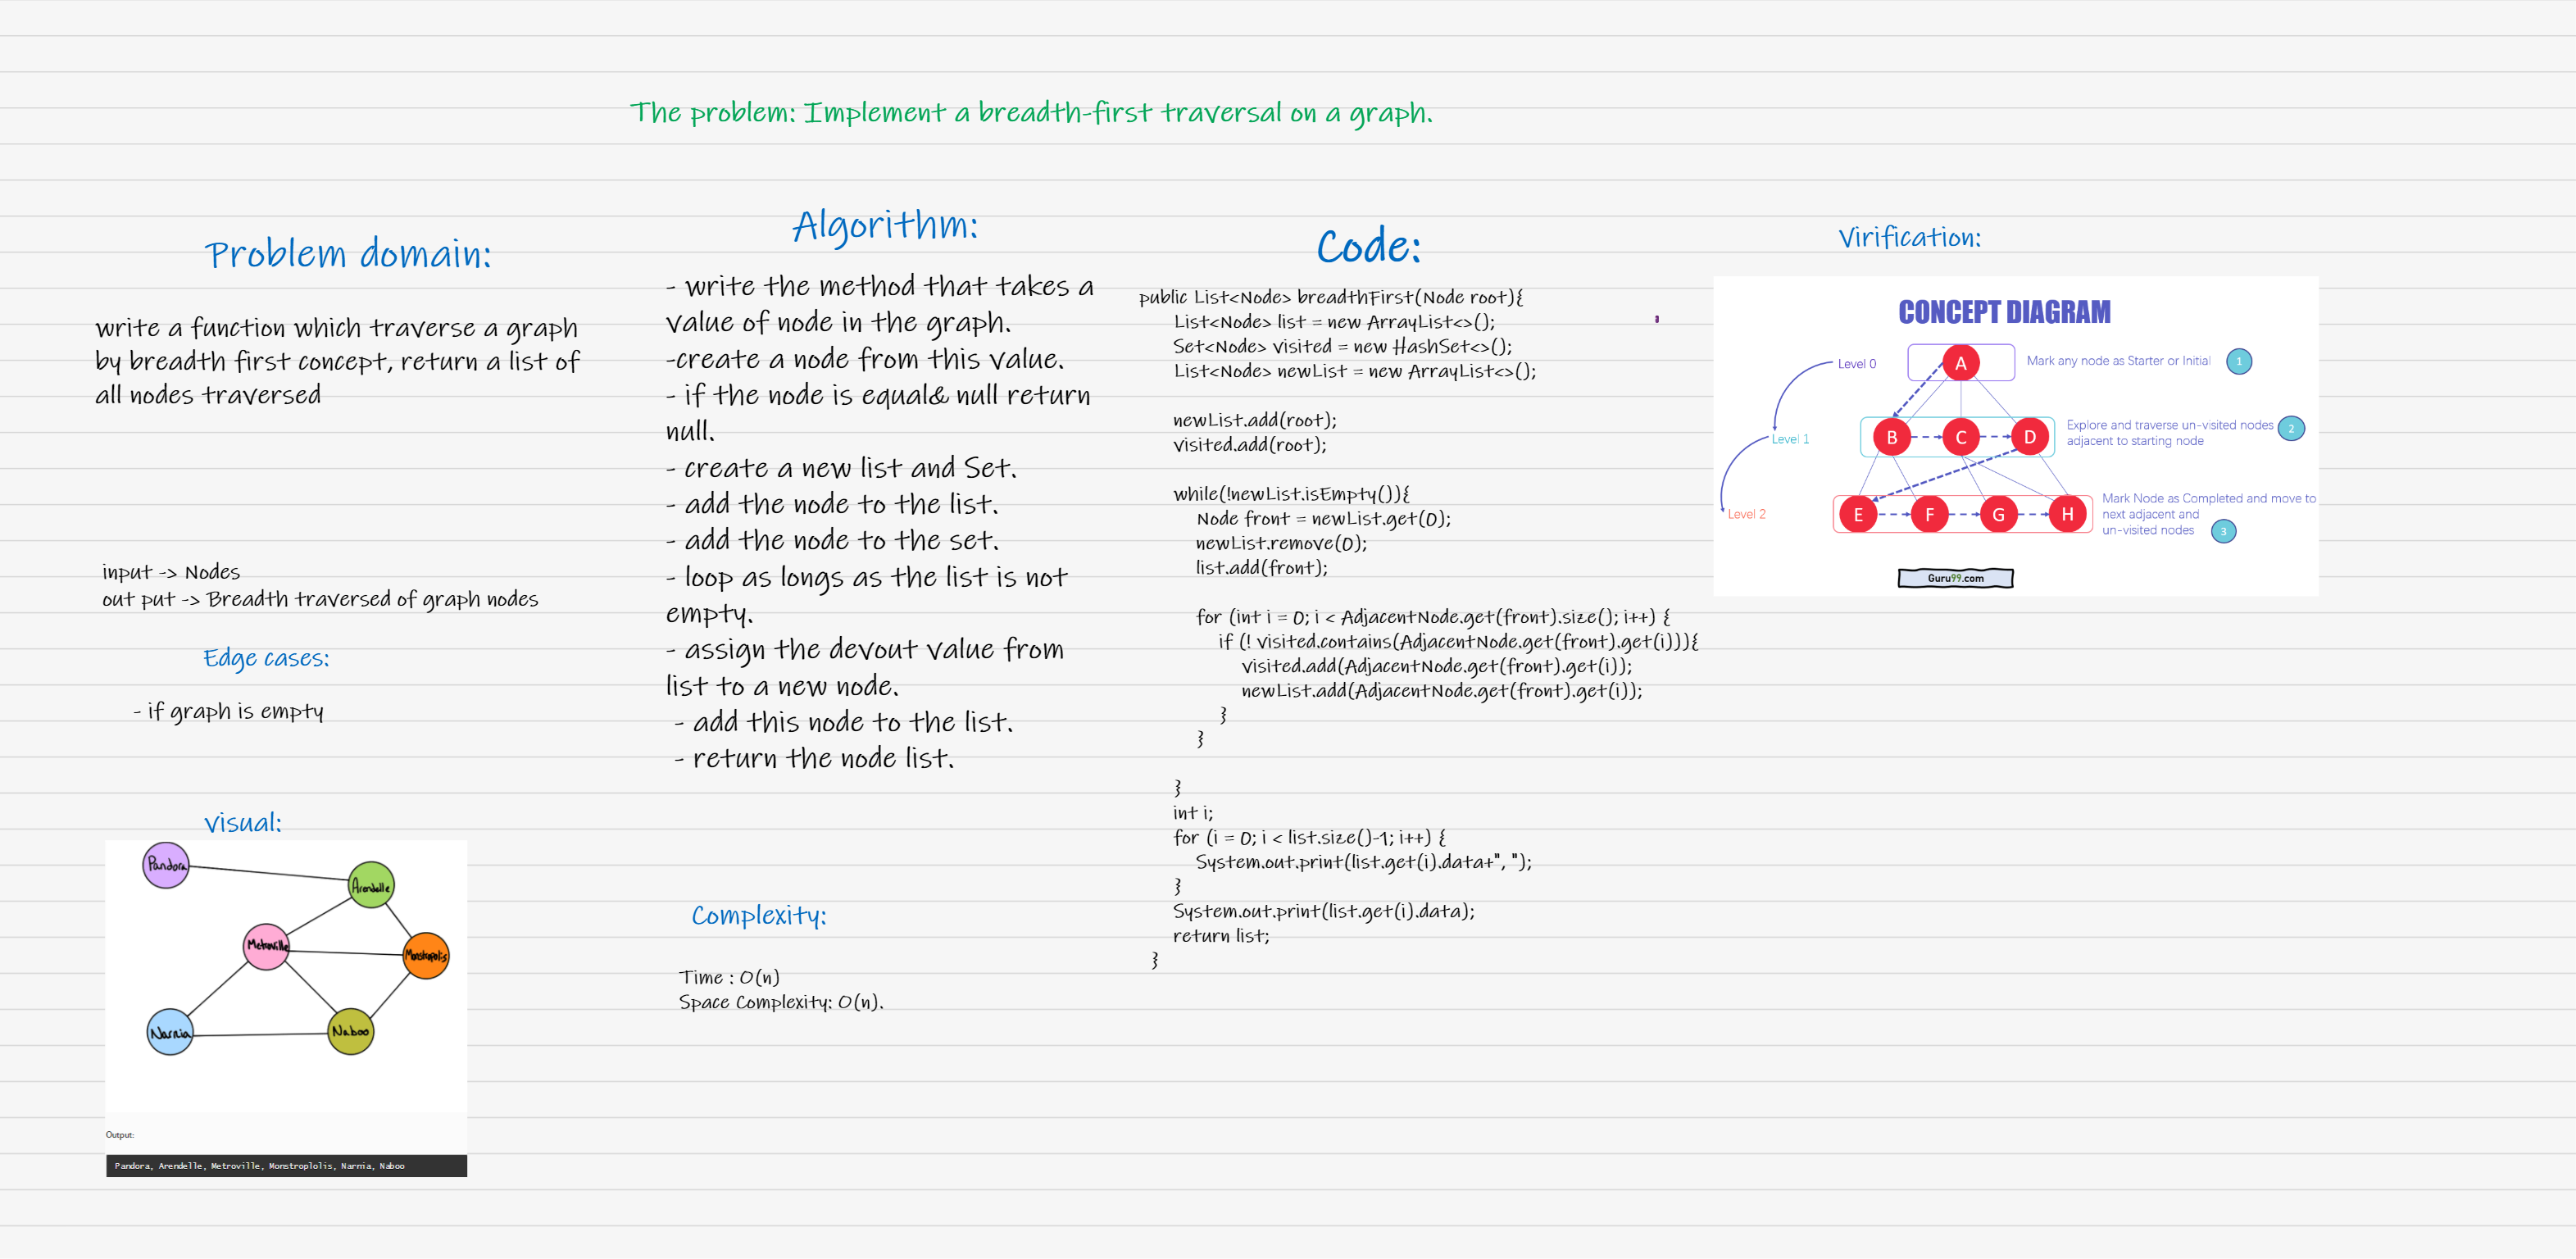 The problem: Implement a breadth-first traversal on a graph.
Problem domain:
write a function which traverse a graph
by breadth first concept, return a list of
all nodes traversed
input -> Nodes
out put -> Breadth traversed of graph nodes
Edge cases:
- if graph is empty
visual:
Pandora
Arendelle
Metroville
Monstropolis
Narnia
Naboo
Output:
Pandora, Arendelle, Metroville, Monstroplolis, Narnia, Naboo
Algorithm:
- write the method that takes a
value of node in the graph.
-create a node from this value.
- if the node is equal& null return
null.
- create a new list and Set.
- add the node to the list.
- add the node to the set.
- loop as longs as the list is not
empty.
- assign the devout value from
list to a new node.
- add this node to the list.
- return the node list.
Complexity:
Time : O(n)
Space Complexity: O(n).
Code:
public List<Node> breadthFirst(Node root){
List<Node> list = new ArrayList<>();
Set<Node> visited = new HashSet<>();
List<Node> newList = new ArrayList<>();
newList.add(root);
visited.add(root);
while(!newList.isEmpty()){
Node front = newList.get(0);
newList.remove(0);
list.add(front);
for (int i = 0; i < AdjacentNode.get(front).size(); i++) {
if (! visited.contains(AdjacentNode.get(front).get(i))){
visited.add(AdjacentNode.get(front).get(i));
newList.add(AdjacentNode.get(front).get(i));
}
}
}
int i;
for (i = 0; i < list.size()-1; i++) {
System.out.print(list.get(i).data+", ");
}
System.out.print(list.get(i).data);
return list;
}
Virification:
CONCEPT DIAGRAM
Level 0
A
Mark any node as Starter or Initial
1
Level 1
B C D
Explore and traverse un-visited nodes
adjacent to starting node
2
Level 2
E F G H
Mark Node as Completed and move to
next adjacent and
un-visited nodes
3
Guru99.com